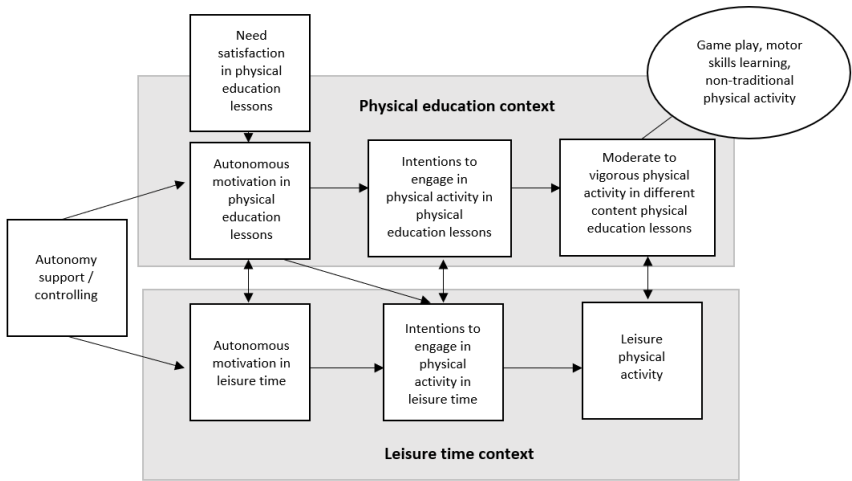 Need
satisfaction
in physical
education
lessons
Game play, motor
skills learning,
non-traditional
physical activity
Physical education context
Autonomous
motivation in
physical
education
lessons
Intentions to
engage in
physical activity in
physical
education lessons
Moderate to
vigorous physical
activity in different
content physical
education lessons
Autonomy
support /
controlling
Autonomous
motivation in
leisure time
Intentions to
engage in
physical
activity in
leisure time
Leisure
physical
activity
Leisure time context